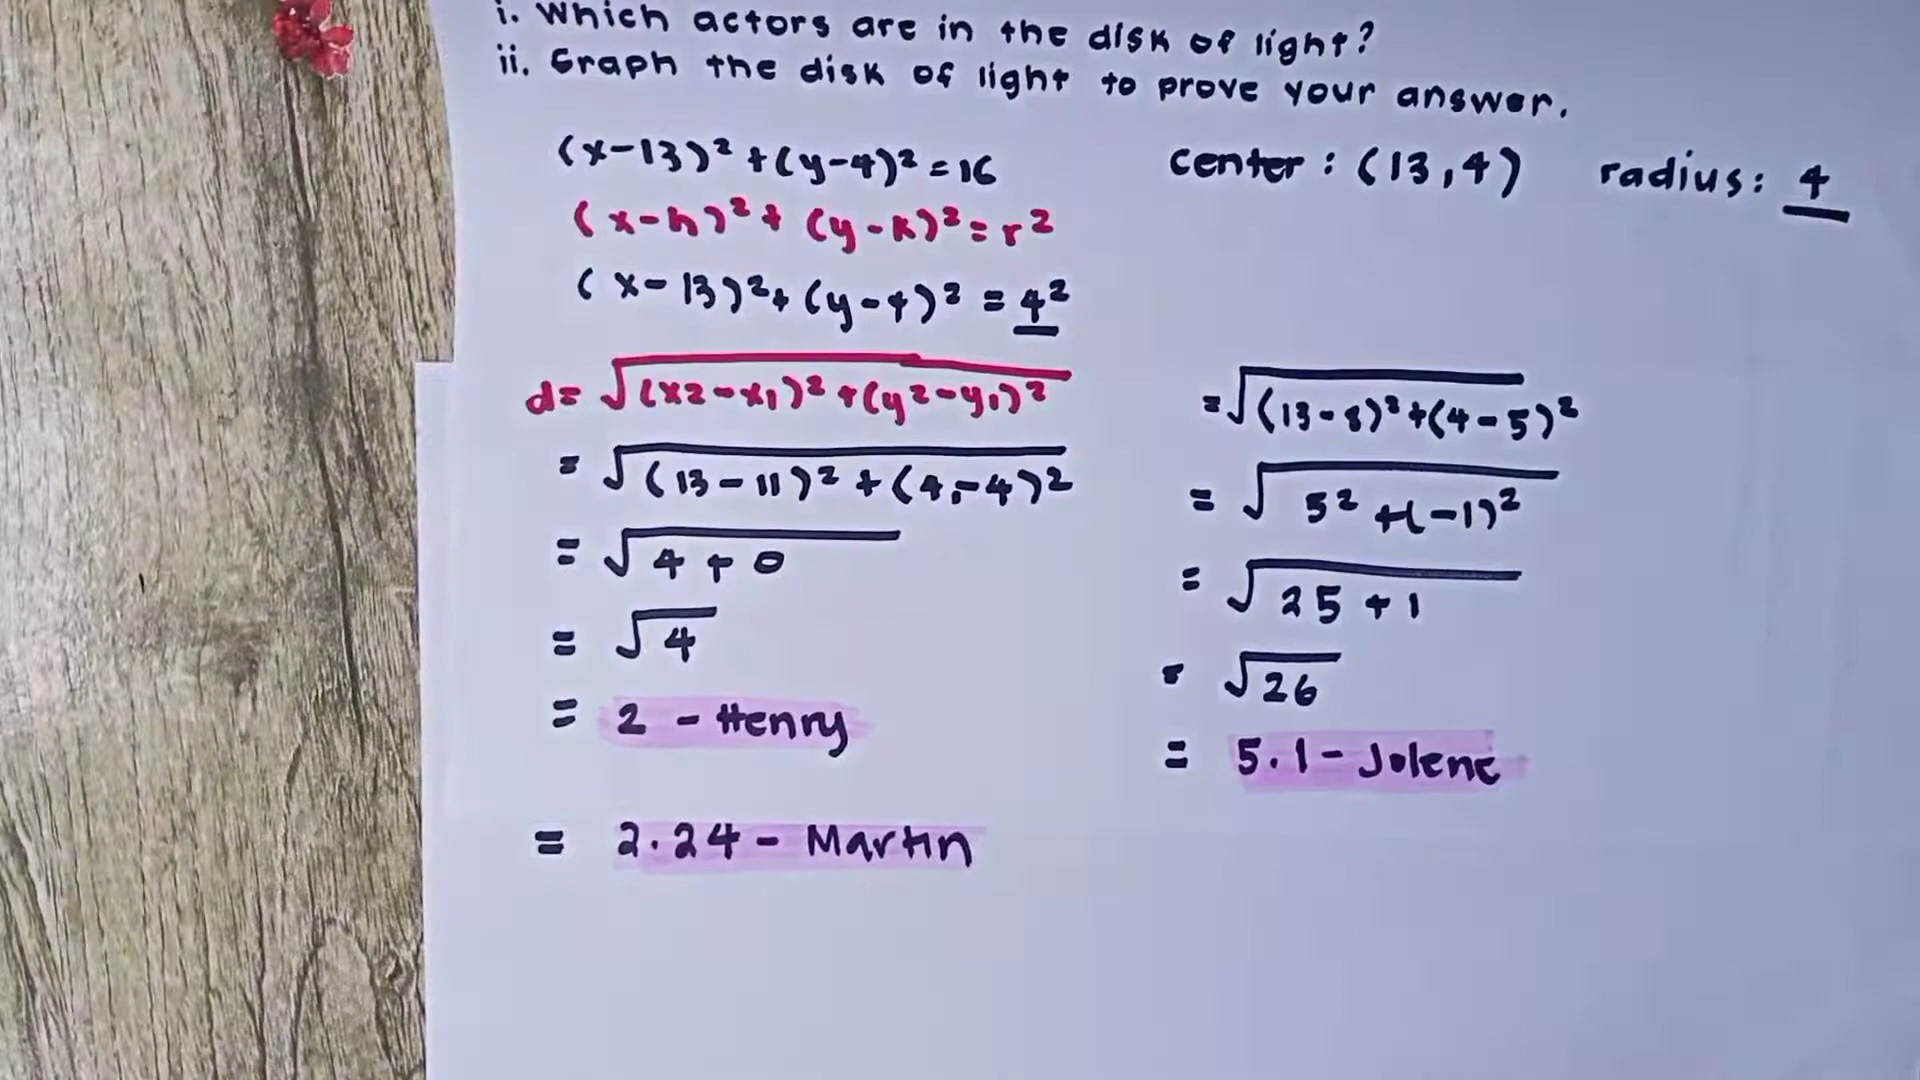 i. Which actors are in the disk of light?
ii. Graph the disk of light to prove your answer.
(x-13)² + (y-4)² = 16
center : (13,4) radius: 4
(x-h)² + (y-k)² = r²
(x-13)² + (y-4)² = 4²
d= √(x2-x₁)² + (y2-y₁)²
= √(13-11)² + (4-4)²
= √4+0
= √4
= 2 - Henry
= 2.24 - Martin
= √(13-8)² + (4-5)²
= √5² + (-1)²
= √25 + 1
= √26
= 5.1 - Jolene